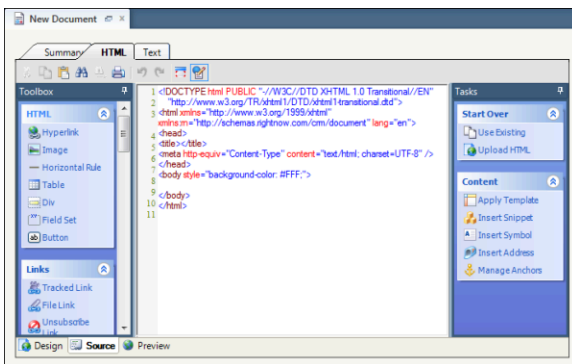 New Document
Summary HTML Text
Toolbox
HTML
Hyperlink
Image
Horizontal Rule
Table
Div
Field Set
Button
Links
Tracked Link
File Link
Unsubscribe
Link
1 <!DOCTYPE html PUBLIC "-//W3C//DTD XHTML 1.0 Transitional//EN"
2 "http://www.w3.org/TR/xhtml1/DTD/xhtml1-transitional.dtd">
3 <html xmlns="http://www.w3.org/1999/xhtml"
xmlns:rn="http://schemas.rightnow.com/crm/document" lang="en">
4 <head>
5 <title></title>
6 <meta http-equiv="Content-Type" content="text/html; charset=UTF-8" />
7 </head>
8 <body style="background-color: #FFF;">
9 </body>
10 </html>
11
Tasks
Start Over
Use Existing
Upload HTML
Content
Apply Template
Insert Snippet
Insert Symbol
Insert Address
Manage Anchors
Design Source Preview